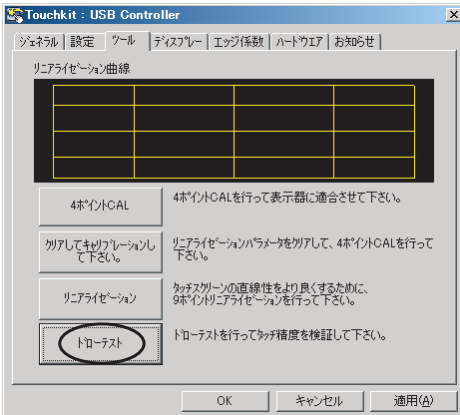 Touchkit : USB Controller
ジェネラル 設定 ツール ディスプレー エッジ係数 ハードウエア お知らせ
リニアライゼーション曲線
4ポイントCAL
4ポイントCALを行って表示器に適合させて下さい。
クリアしてキャリブレーションし
て下さい。
リニアライゼーションパラメータをクリアして、4ポイントCALを行って
下さい。
リニアライゼーション
タッチスクリーンの直線性をより良くするために、
9ポイントリニアライゼーションを行って下さい。
ドローテスト
ドローテストを行ってタッチ精度を検証して下さい。
OK キャンセル 適用(A)